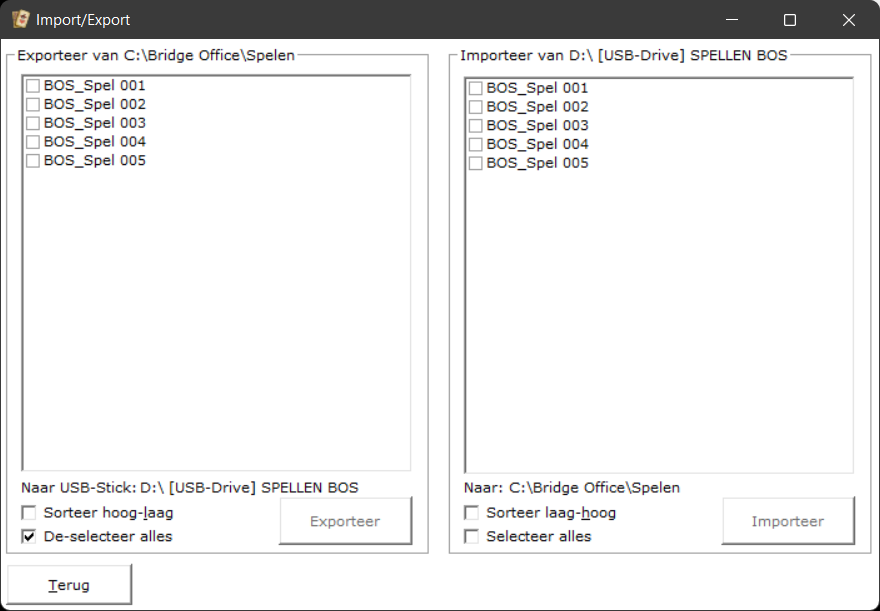 Import/Export
Exporteer van C:\Bridge Office\Spelen
BOS_Spel 001
BOS_Spel 002
BOS_Spel 003
BOS_Spel 004
BOS_Spel 005
Naar USB-Stick: D:\ [USB-Drive] SPELLEN BOS
Sorteer hoog-laag
De-selecteer alles
Exporteer
Importeer van D:\ [USB-Drive] SPELLEN BOS
BOS_Spel 001
BOS_Spel 002
BOS_Spel 003
BOS_Spel 004
BOS_Spel 005
Naar: C:\Bridge Office\Spelen
Sorteer laag-hoog
Selecteer alles
Importeer
Terug